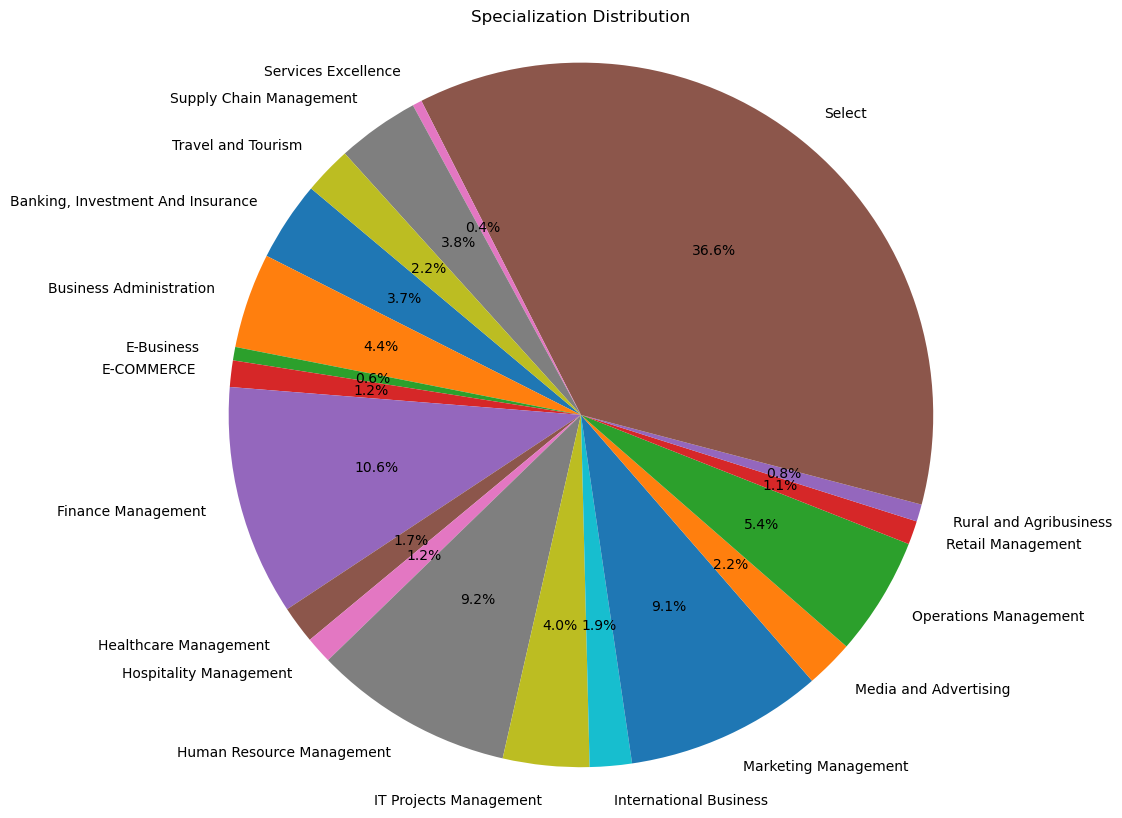 Specialization Distribution
Services Excellence
Supply Chain Management
Travel and Tourism
Banking, Investment And Insurance
Business Administration
E-Business
E-COMMERCE
Finance Management
Healthcare Management
Hospitality Management
Human Resource Management
IT Projects Management
International Business
Marketing Management
Media and Advertising
Operations Management
Retail Management
Rural and Agribusiness
Select
0.4%
3.8%
2.2%
3.7%
4.4%
0.6%
1.2%
10.6%
1.7%
1.2%
9.2%
4.0%
1.9%
9.1%
2.2%
5.4%
1.1%
0.8%
36.6%